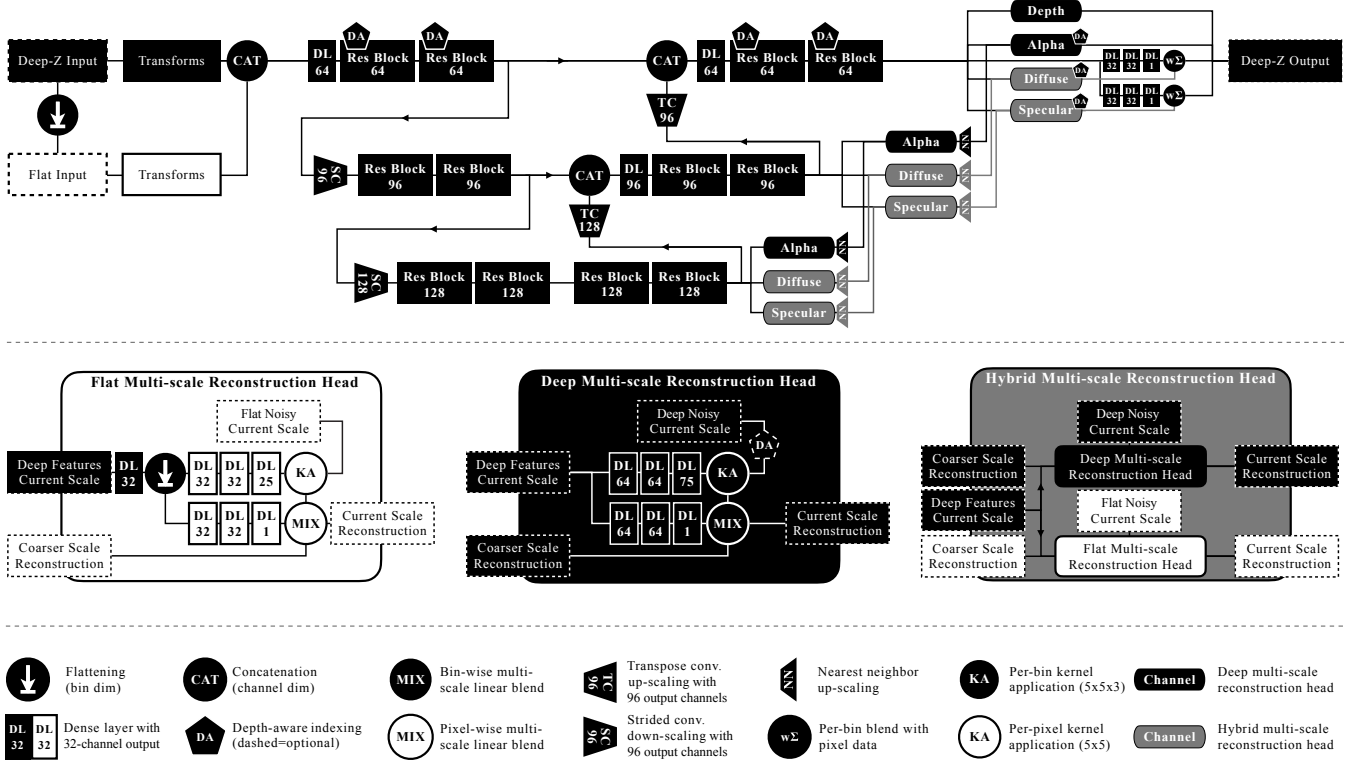 Deep-Z Input
Transforms
CAT
DL
64
DA
Res Block
64
DA
Res Block
64
CAT
DL
64
DA
Res Block
64
DA
Res Block
64
Depth
Alpha
DA
Diffuse
DA
Specular
DA
DL
32
DL
32
DL
1
wΣ
DL
32
DL
32
DL
1
wΣ
Deep-Z Output
Flat Input
Transforms
TC
96
SC
96
Res Block
96
Res Block
96
CAT
DL
96
Res Block
96
Res Block
96
Alpha
NN
Diffuse
NN
Specular
NN
TC
128
SC
128
Res Block
128
Res Block
128
Res Block
128
Res Block
128
Alpha
NN
Diffuse
NN
Specular
NN
Flat Multi-scale Reconstruction Head
Flat Noisy
Current Scale
Deep Features
Current Scale
DL
32
DL
32
DL
32
DL
25
KA
DL
32
DL
32
DL
1
MIX
Current Scale
Reconstruction
Coarser Scale
Reconstruction
Deep Multi-scale Reconstruction Head
Deep Noisy
Current Scale
DA
Deep Features
Current Scale
DL
64
DL
64
DL
75
KA
DL
64
DL
64
DL
1
MIX
Current Scale
Reconstruction
Coarser Scale
Reconstruction
Hybrid Multi-scale Reconstruction Head
Deep Noisy
Current Scale
Coarser Scale
Reconstruction
Deep Multi-scale
Reconstruction Head
Current Scale
Reconstruction
Deep Features
Current Scale
Flat Noisy
Current Scale
Coarser Scale
Reconstruction
Flat Multi-scale
Reconstruction Head
Current Scale
Reconstruction
Flattening
(bin dim)
CAT
Concatenation
(channel dim)
MIX
Bin-wise multi-
scale linear blend
TC
96
Transpose conv.
up-scaling with
96 output channels
NN
Nearest neighbor
up-scaling
KA
Per-bin kernel
application (5x5x3)
Channel
Deep multi-scale
reconstruction head
DL
32
DL
32
Dense layer with
32-channel output
DA
Depth-aware indexing
(dashed=optional)
MIX
Pixel-wise multi-
scale linear blend
SC
96
Strided conv.
down-scaling with
96 output channels
wΣ
Per-bin blend with
pixel data
KA
Per-pixel kernel
application (5x5)
Channel
Hybrid multi-scale
reconstruction head